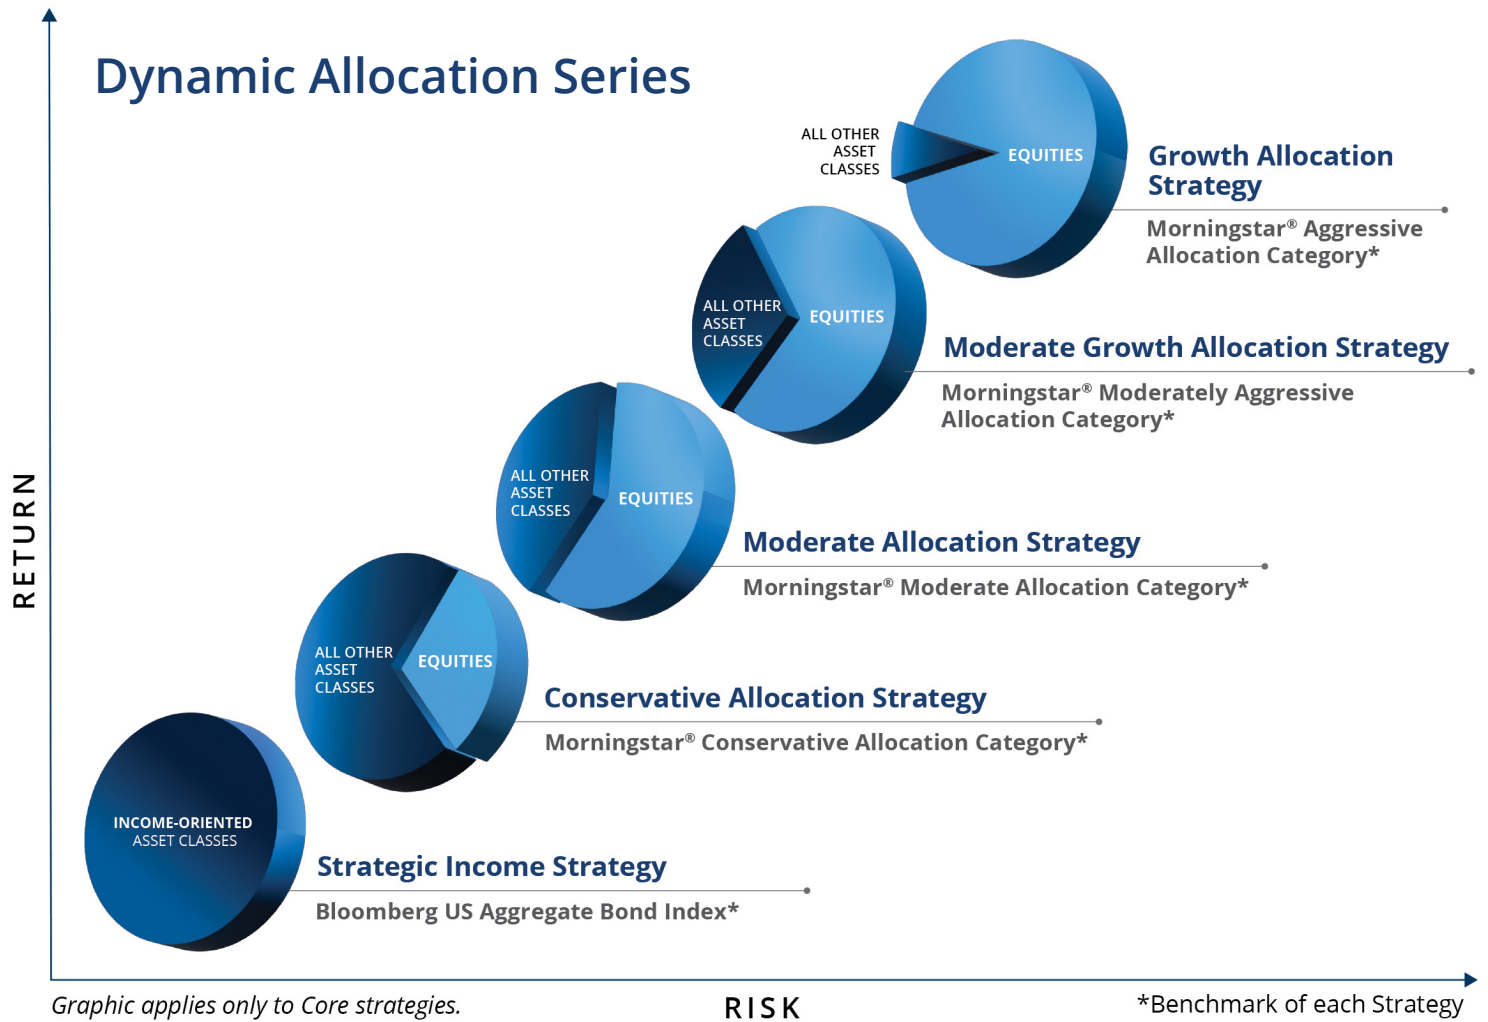 Dynamic Allocation Series
ALL OTHER
ASSET
CLASSES
EQUITIES
Growth Allocation
Strategy
Morningstar® Aggressive
Allocation Category*
ALL OTHER
ASSET
CLASSES
EQUITIES
Moderate Growth Allocation Strategy
Morningstar® Moderately Aggressive
Allocation Category*
ALL OTHER
ASSET
CLASSES
EQUITIES
Moderate Allocation Strategy
Morningstar® Moderate Allocation Category*
ALL OTHER
ASSET
CLASSES
EQUITIES
Conservative Allocation Strategy
Morningstar® Conservative Allocation Category*
INCOME-ORIENTED
ASSET CLASSES
Strategic Income Strategy
Bloomberg US Aggregate Bond Index*
RETURN
Graphic applies only to Core strategies.
RISK
*Benchmark of each Strategy